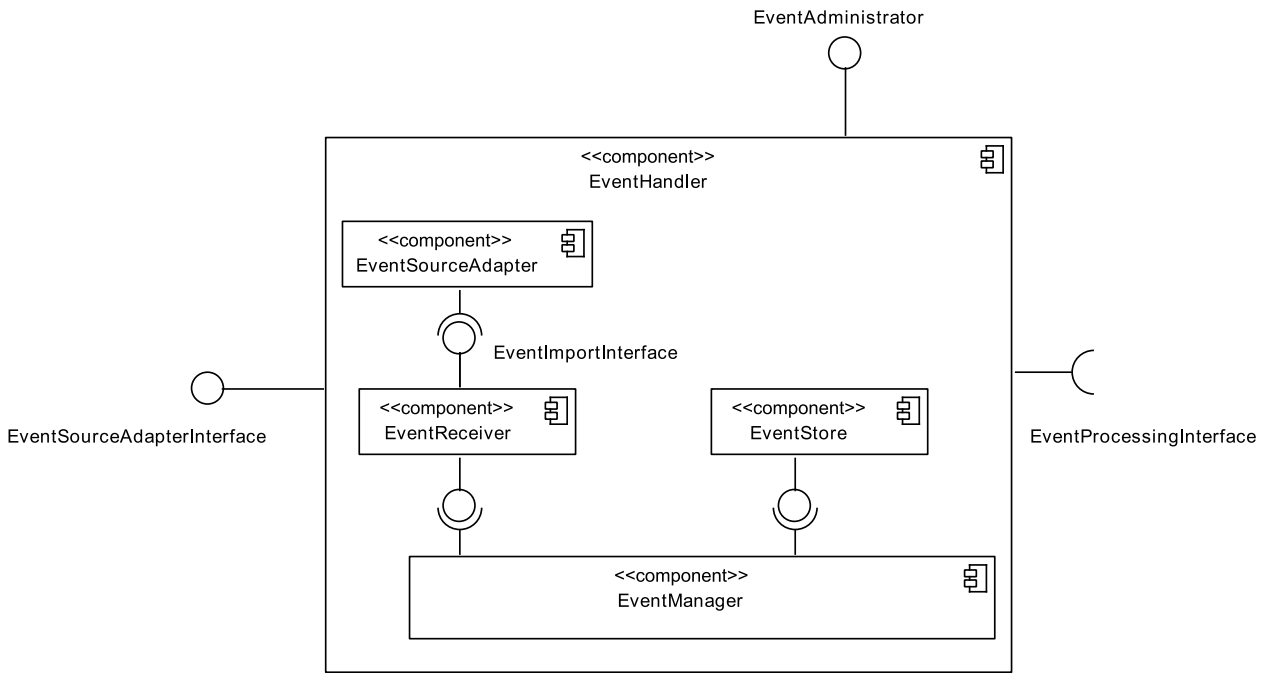 EventAdministrator
<<component>>
EventHandler
<<component>>
EventSourceAdapter
EventImportInterface
EventSourceAdapterInterface
<<component>>
EventReceiver
<<component>>
EventStore
EventProcessingInterface
<<component>>
EventManager